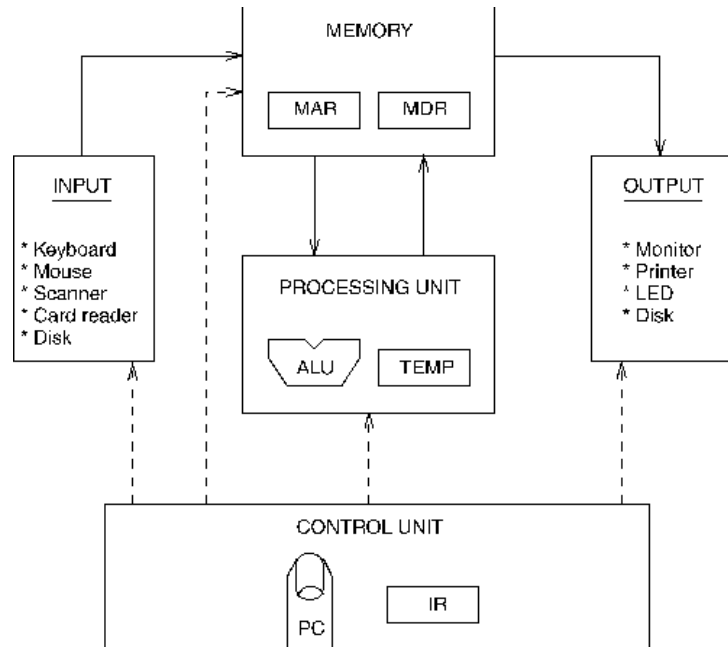 MEMORY
MAR
MDR
INPUT
* Keyboard
* Mouse
* Scanner
* Card reader
* Disk
PROCESSING UNIT
ALU
TEMP
OUTPUT
* Monitor
* Printer
* LED
* Disk
CONTROL UNIT
PC
IR